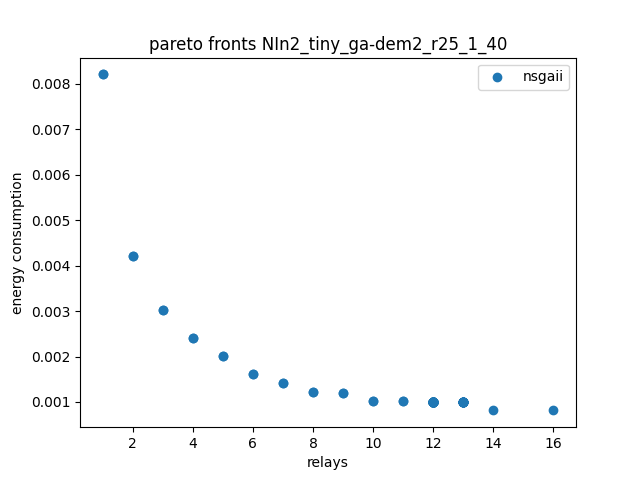 pareto fronts NIn2_tiny_ga-dem2_r25_1_40
nsgaii
0.008
0.007
0.006
0.005
0.004
0.003
0.002
0.001
energy consumption
2 4 6 8 10 12 14 16
relays